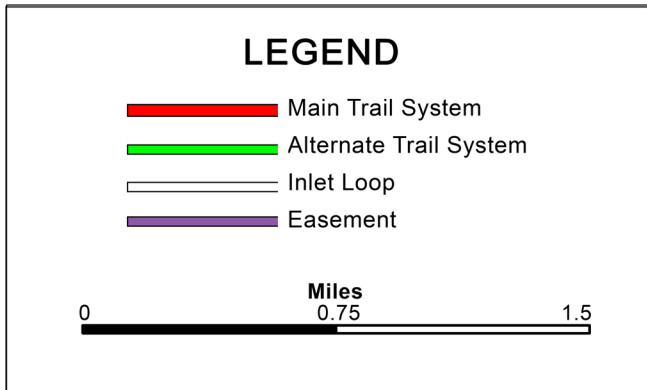 LEGEND
Main Trail System
Alternate Trail System
Inlet Loop
Easement
Miles
0 0.75 1.5